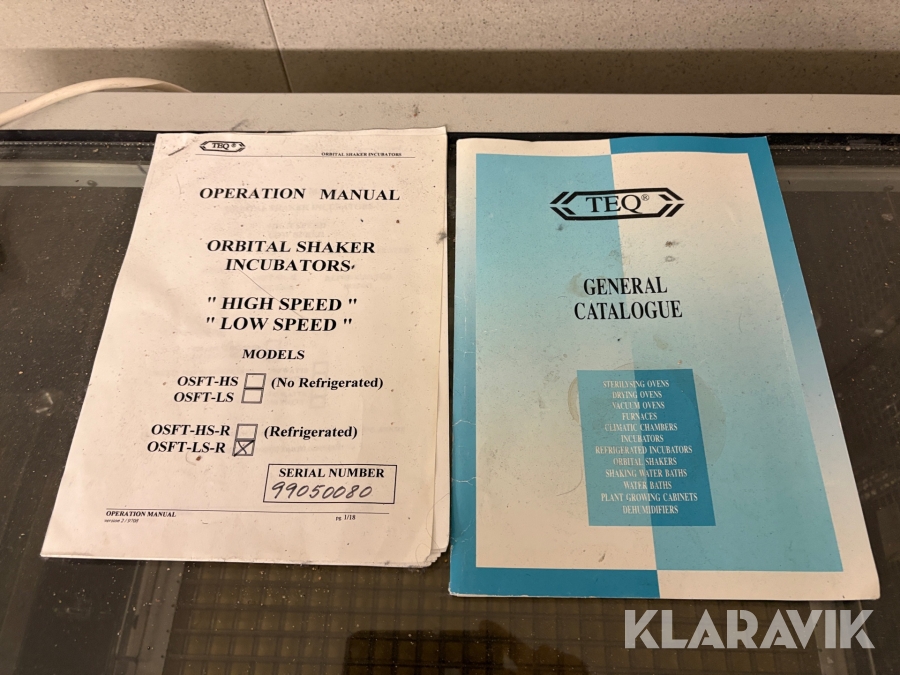 TEQ®
ORBITAL SHAKER INCUBATORS
OPERATION MANUAL
ORBITAL SHAKER
INCUBATORS
" HIGH SPEED "
" LOW SPEED "
MODELS
OSFT-HS (No Refrigerated)
OSFT-LS
OSFT-HS-R (Refrigerated)
OSFT-LS-R
SERIAL NUMBER
99050080
OPERATION MANUAL
version 2 / 9708
pg 1/18
TEQ®
GENERAL
CATALOGUE
STERILYSING OVENS
DRYING OVENS
VACUUM OVENS
FURNACES
CLIMATIC CHAMBERS
INCUBATORS
REFRIGERATED INCUBATORS
ORBITAL SHAKERS
SHAKING WATER BATHS
WATER BATHS
PLANT GROWING CABINETS
DEHUMIDIFIERS
KLARAVIK